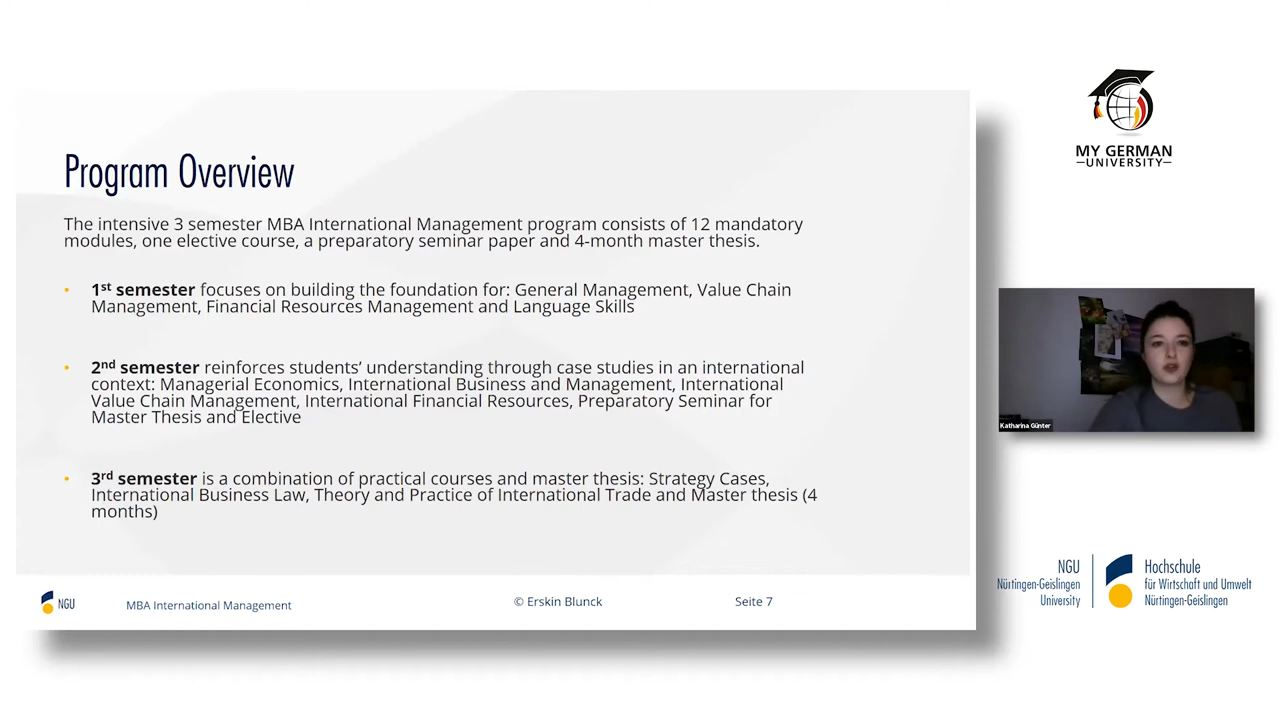 Program Overview
The intensive 3 semester MBA International Management program consists of 12 mandatory
modules, one elective course, a preparatory seminar paper and 4-month master thesis.
• 1st semester focuses on building the foundation for: General Management, Value Chain
Management, Financial Resources Management and Language Skills
• 2nd semester reinforces students‘ understanding through case studies in an international
context: Managerial Economics, International Business and Management, International
Value Chain Management, International Financial Resources, Preparatory Seminar for
Master Thesis and Elective
• 3rd semester is a combination of practical courses and master thesis: Strategy Cases,
International Business Law, Theory and Practice of International Trade and Master thesis (4
months)
NGU
MBA International Management
© Erskin Blunck
Seite 7
MY GERMAN
UNIVERSITY
Katharina Günter
NGU
Nürtingen-Geislingen
University
Hochschule
für Wirtschaft und Umwelt
Nürtingen-Geislingen